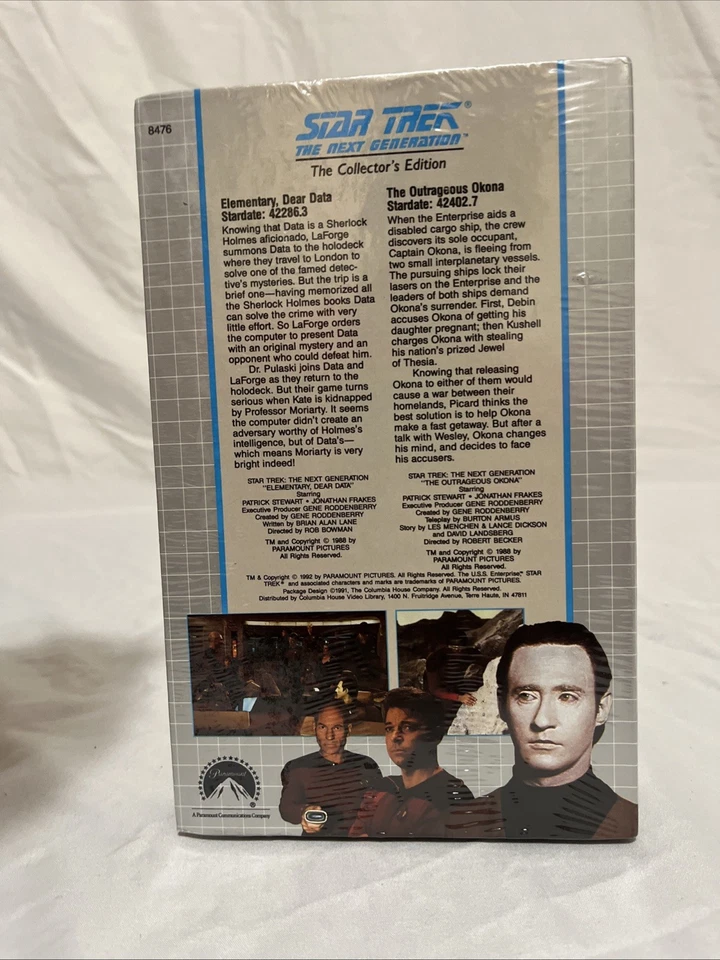 8476
STAR TREK®
THE NEXT GENERATION™
The Collector's Edition
Elementary, Dear Data
Stardate: 42286.3
Knowing that Data is a Sherlock
Holmes aficionado, LaForge
summons Data to the holodeck
where they travel to London to
solve one of the famed detec-
tive's mysteries. But the trip is a
brief one—having memorized all
the Sherlock Holmes books Data
can solve the crime with very
little effort. So LaForge orders
the computer to present Data
with an original mystery and an
opponent who could defeat him.
Dr. Pulaski joins Data and
LaForge as they return to the
holodeck. But their game turns
serious when Kate is kidnapped
by Professor Moriarty. It seems
the computer didn't create an
adversary worthy of Holmes's
intelligence, but of Data's—
which means Moriarty is very
bright indeed!
STAR TREK: THE NEXT GENERATION
"ELEMENTARY, DEAR DATA"
Starring
PATRICK STEWART • JONATHAN FRAKES
Executive Producer GENE RODDENBERRY
Created by GENE RODDENBERRY
Written by BRIAN ALAN LANE
Directed by ROB BOWMAN
TM and Copyright © 1988 by
PARAMOUNT PICTURES
All Rights Reserved.
The Outrageous Okona
Stardate: 42402.7
When the Enterprise aids a
disabled cargo ship, the crew
discovers its sole occupant,
Captain Okona, is fleeing from
two small interplanetary vessels.
The pursuing ships lock their
lasers on the Enterprise and the
leaders of both ships demand
Okona's surrender. First, Debin
accuses Okona of getting his
daughter pregnant; then Kushell
charges Okona with stealing
his nation's prized Jewel
of Thesia.
Knowing that releasing
Okona to either of them would
cause a war between their
homelands, Picard thinks the
best solution is to help Okona
make a fast getaway. But after a
talk with Wesley, Okona changes
his mind, and decides to face
his accusers.
STAR TREK: THE NEXT GENERATION
"THE OUTRAGEOUS OKONA"
Starring
PATRICK STEWART • JONATHAN FRAKES
Executive Producer GENE RODDENBERRY
Created by GENE RODDENBERRY
Teleplay by BURTON ARMUS
Story by LES MENCHEN & LANCE DICKSON
and DAVID LANDSBERG
Directed by ROBERT BECKER
TM and Copyright © 1988 by
PARAMOUNT PICTURES
All Rights Reserved.
TM & Copyright © 1992 by PARAMOUNT PICTURES. All Rights Reserved. The U.S.S. Enterprise,™ STAR
TREK® and associated characters and marks are trademarks of PARAMOUNT PICTURES.
Package Design ©1991, The Columbia House Company. All Rights Reserved.
Distributed by Columbia House Video Library, 1400 N. Fruitridge Avenue, Terre Haute, IN 47811
Paramount
®
A Paramount Communications Company